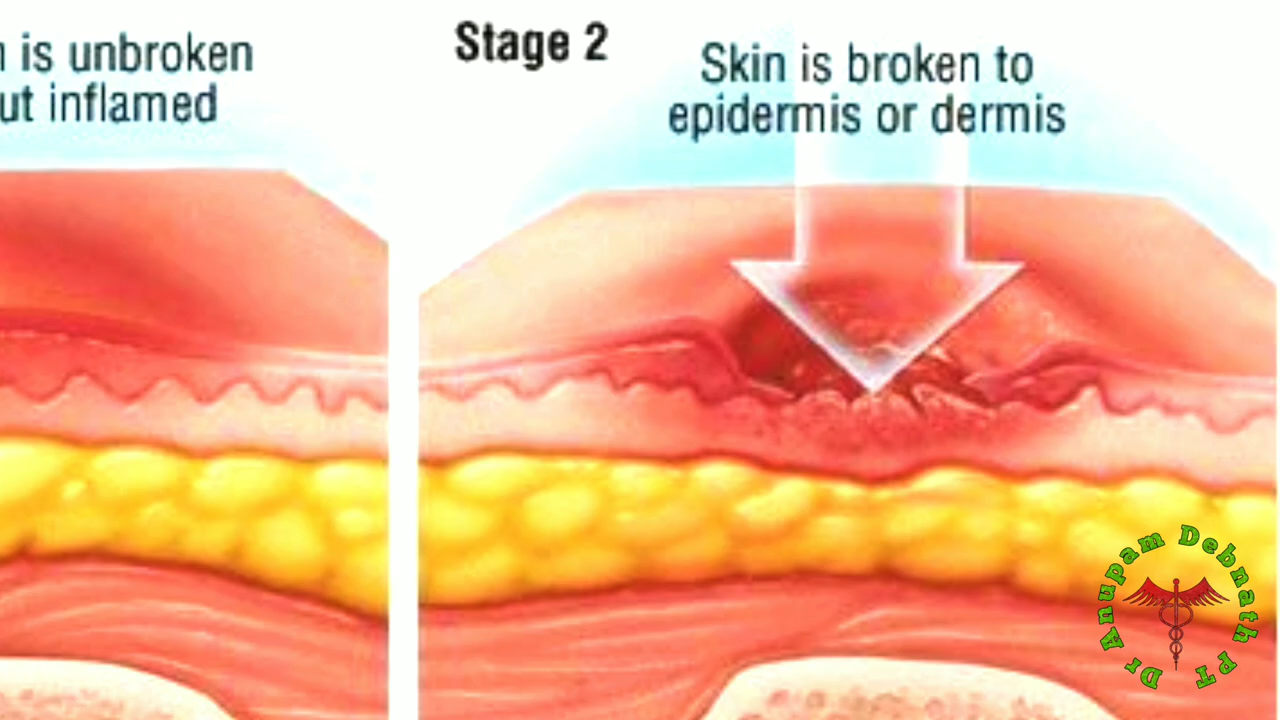 n is unbroken
ut inflamed
Stage 2
Skin is broken to
epidermis or dermis
Dr Anupam Debnath PT